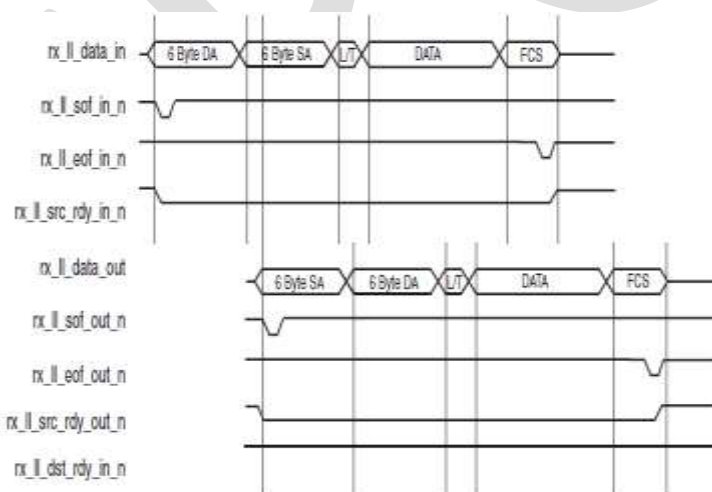 rx_ll_data_in 6 Byte DA 6 Byte SA L/T DATA FCS
rx_ll_sof_in_n
rx_ll_eof_in_n
rx_ll_src_rdy_in_n
rx_ll_data_out 6 Byte SA 6 Byte DA L/T DATA FCS
rx_ll_sof_out_n
rx_ll_eof_out_n
rx_ll_src_rdy_out_n
rx_ll_dst_rdy_in_n